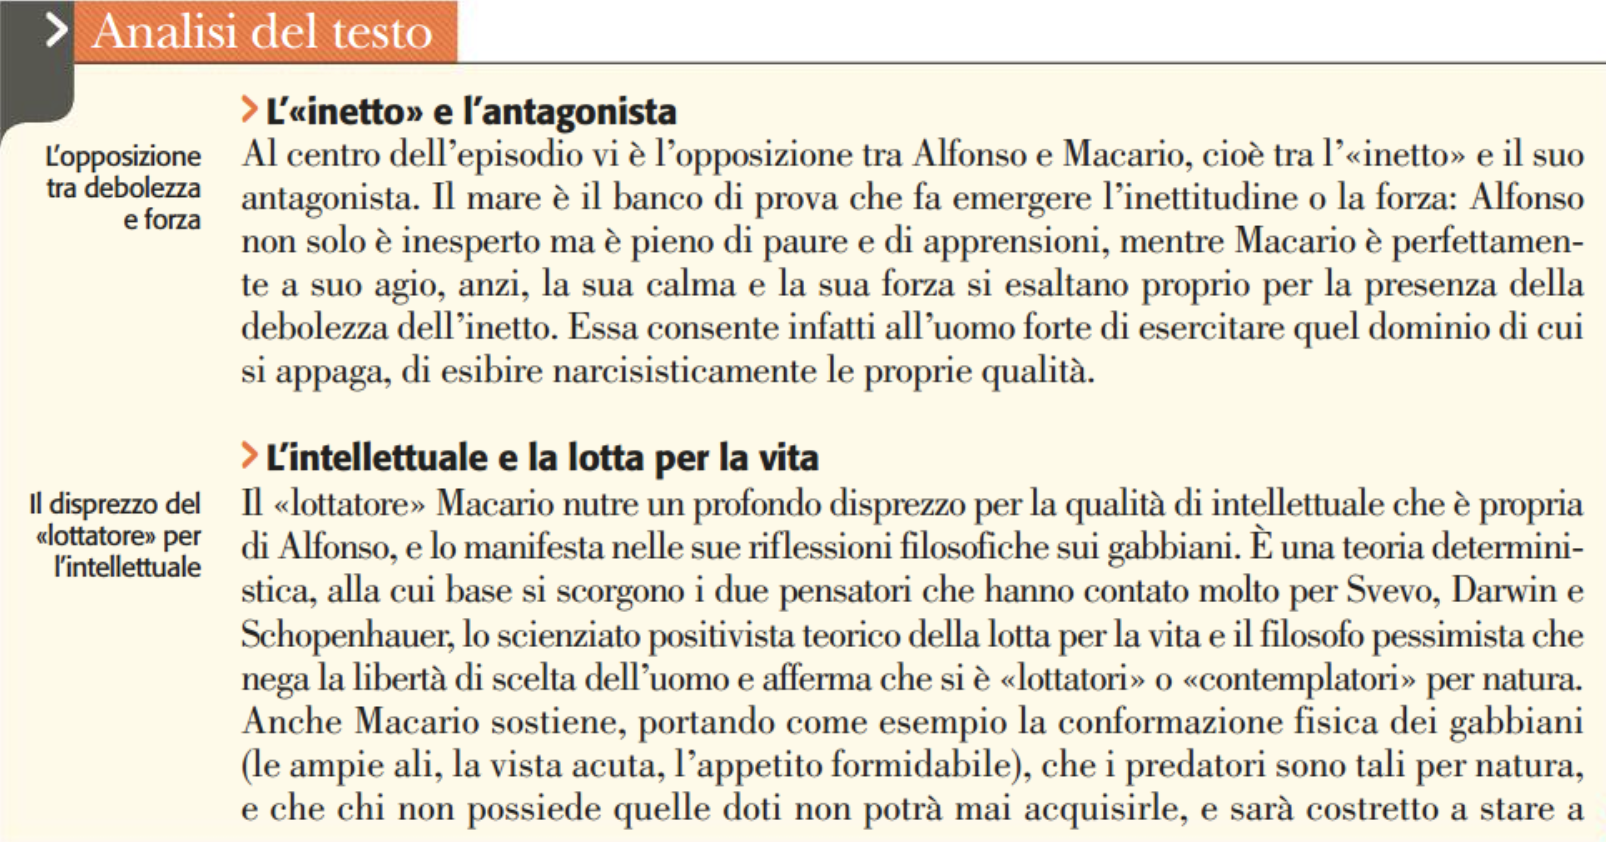 Analisi del testo
> L'«inetto» e l'antagonista
L'opposizione
tra debolezza
e forza
Al centro dell'episodio vi è l'opposizione tra Alfonso e Macario, cioè tra l'«inetto» e il suo
antagonista. Il mare è il banco di prova che fa emergere l'inettitudine o la forza: Alfonso
non solo è inesperto ma è pieno di paure e di apprensioni, mentre Macario è perfettamen-
te a suo agio, anzi, la sua calma e la sua forza si esaltano proprio per la presenza della
debolezza dell'inetto. Essa consente infatti all'uomo forte di esercitare quel dominio di cui
si appaga, di esibire narcisisticamente le proprie qualità.
> L'intellettuale e la lotta per la vita
Il disprezzo del
«lottatore» per
l'intellettuale
Il «lottatore» Macario nutre un profondo disprezzo per la qualità di intellettuale che è propria
di Alfonso, e lo manifesta nelle sue riflessioni filosofiche sui gabbiani. È una teoria determini-
stica, alla cui base si scorgono i due pensatori che hanno contato molto per Svevo, Darwin e
Schopenhauer, lo scienziato positivista teorico della lotta per la vita e il filosofo pessimista che
nega la libertà di scelta dell'uomo e afferma che si è «lottatori» o «contemplatori» per natura.
Anche Macario sostiene, portando come esempio la conformazione fisica dei gabbiani
(le ampie ali, la vista acuta, l'appetito formidabile), che i predatori sono tali per natura,
e che chi non possiede quelle doti non potrà mai acquisirle, e sarà costretto a stare a